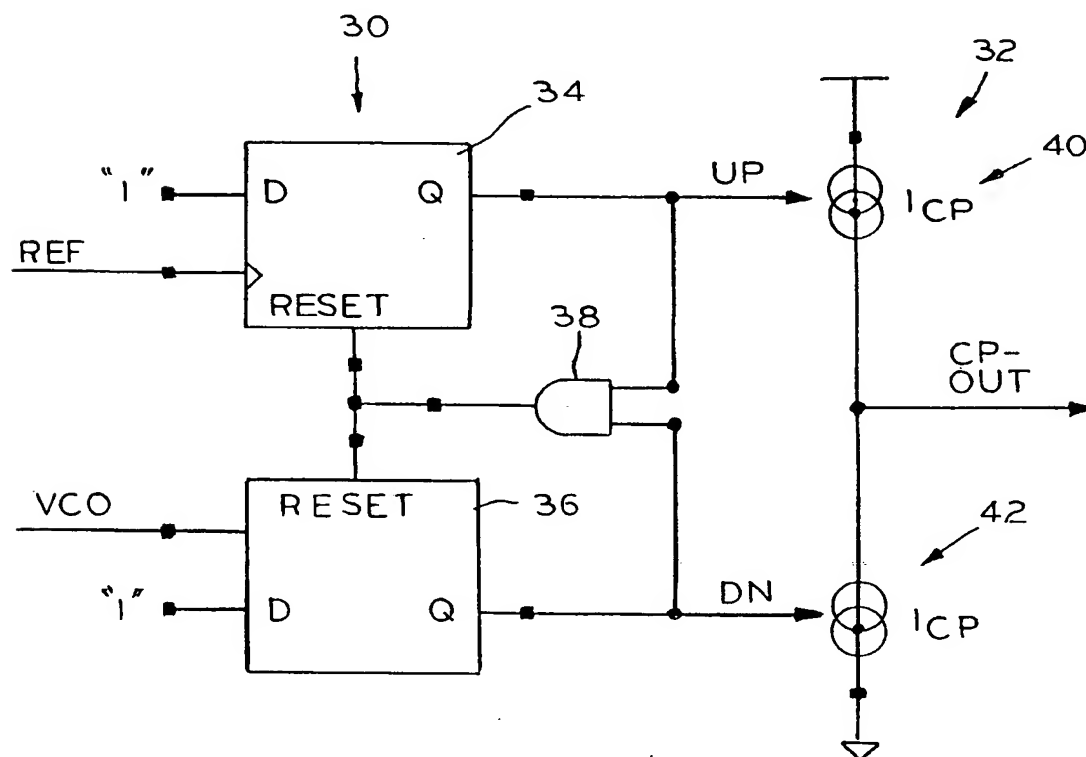 30
32
34
40
"1"
D
Q
UP
ICP
REF
RESET
38
CP-
OUT
VCO
RESET
36
42
"1"
D
Q
DN
ICP